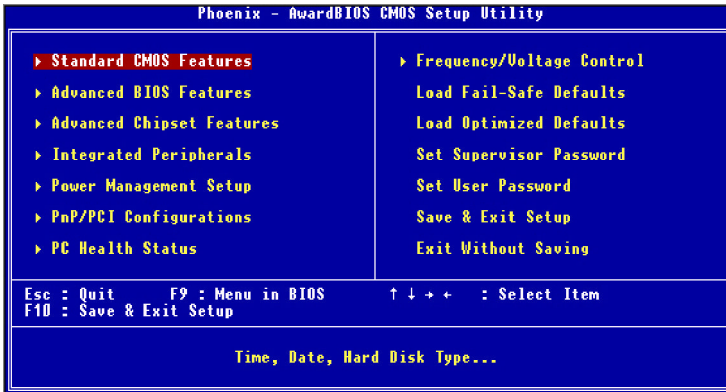 Phoenix - AwardBIOS CMOS Setup Utility
Standard CMOS Features
Advanced BIOS Features
Advanced Chipset Features
Integrated Peripherals
Power Management Setup
PnP/PCI Configurations
PC Health Status
Frequency/Voltage Control
Load Fail-Safe Defaults
Load Optimized Defaults
Set Supervisor Password
Set User Password
Save & Exit Setup
Exit Without Saving
Esc : Quit F9 : Menu in BIOS ↑ ↓ → ← : Select Item
F10 : Save & Exit Setup
Time, Date, Hard Disk Type...